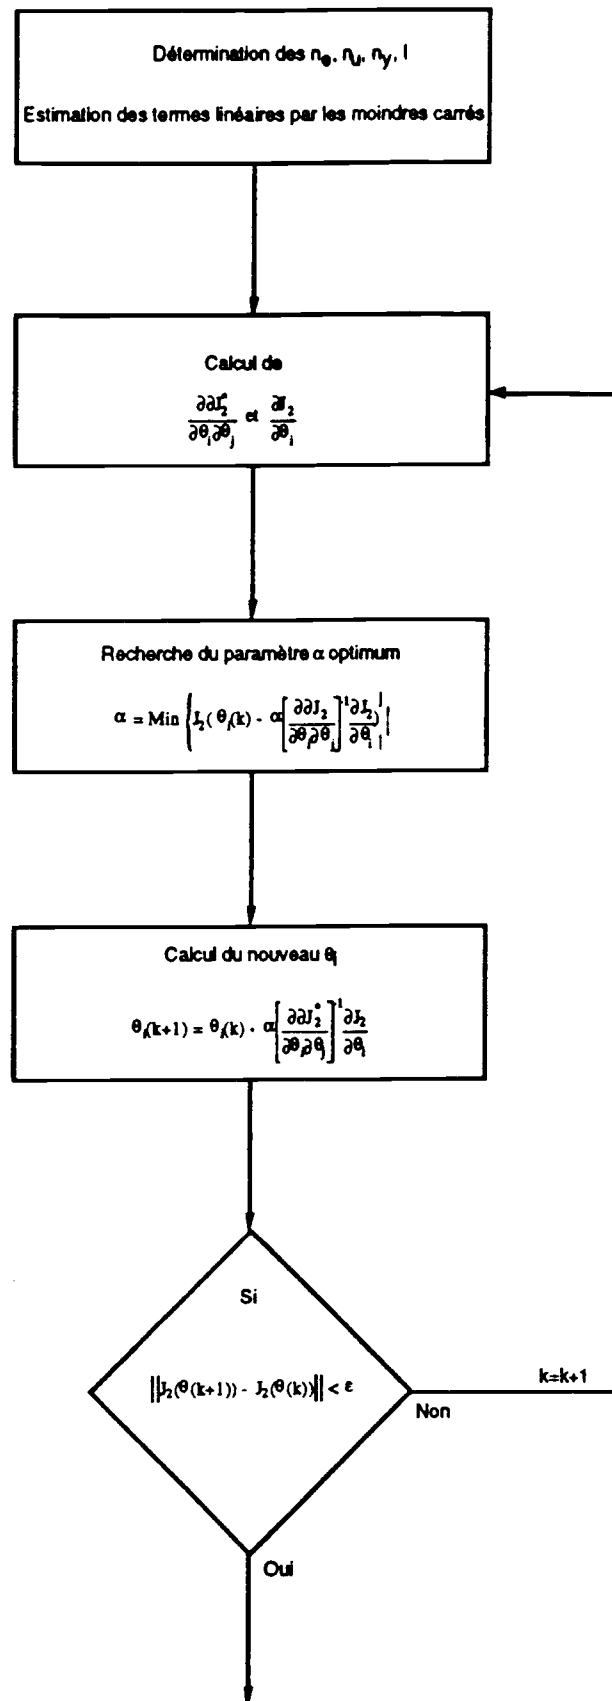 Détermination des n_e, n_u, n_y, l
Estimation des termes linéaires par les moindres carrés
Calcul de
∂∂J₂*/∂θᵢ∂θⱼ et ∂J₂/∂θᵢ
Recherche du paramètre α optimum
α = Min { J₂( θᵢ(k) - α[∂∂J₂/∂θᵢ∂θⱼ]⁻¹ ∂J₂/∂θᵢ ) }
Calcul du nouveau θᵢ
θᵢ(k+1) = θᵢ(k) - α[∂∂J₂*/∂θᵢ∂θⱼ]⁻¹ ∂J₂/∂θᵢ
Si
||J₂(θ(k+1)) - J₂(θ(k))|| < ε
k=k+1
Non
Oui